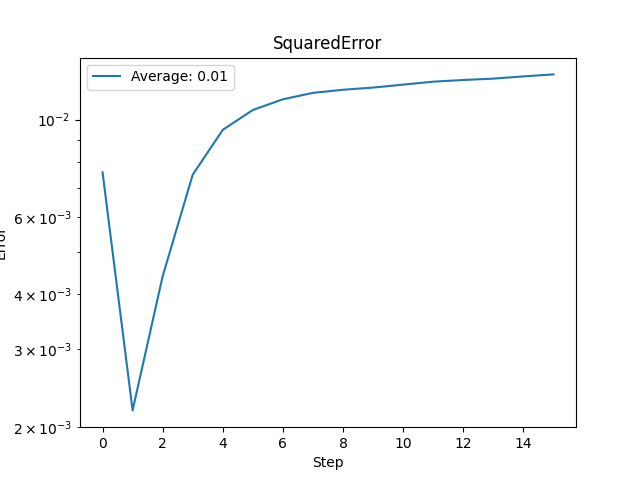 SquaredError
Average: 0.01
Error
10⁻²
6 × 10⁻³
4 × 10⁻³
3 × 10⁻³
2 × 10⁻³
0 2 4 6 8 10 12 14
Step